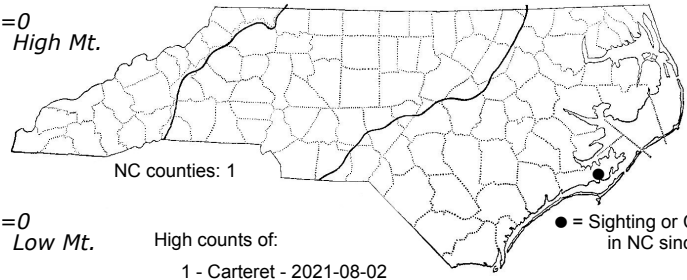 =0
High Mt.
NC counties: 1
=0
Low Mt.
High counts of:
1 - Carteret - 2021-08-02
● = Sighting or
in NC